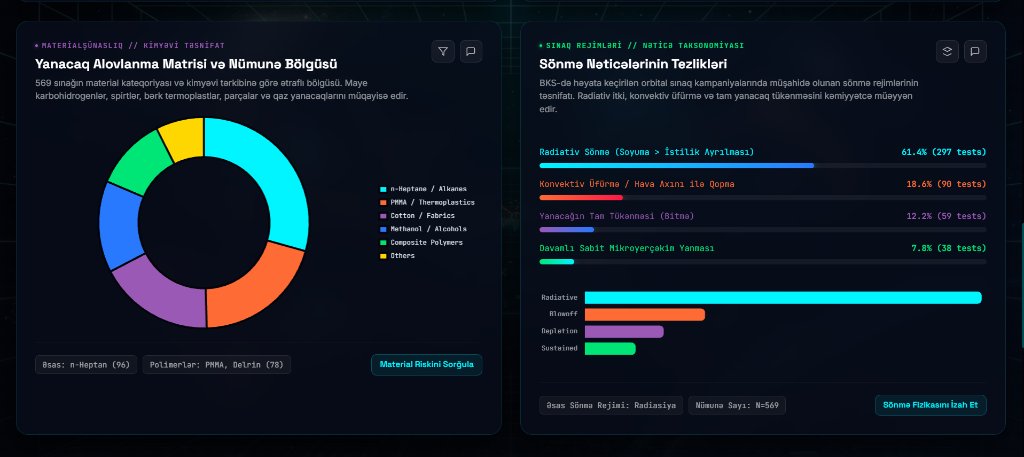 MATERİALŞÜNASLIQ // KİMYƏVİ TƏSNİFAT
Yanacaq Alovlanma Matrisi və Nümunə Bölgüsü
569 sınağın material kateqoriyası və kimyəvi tərkibinə görə ətraflı bölgüsü. Maye
karbohidrogenlər, spirtlər, bərk termoplastlar, parçalar və qaz yanacaqlarını müqayisə edir.
n-Heptane / Alkanes
PMMA / Thermoplastics
Cotton / Fabrics
Methanol / Alcohols
Composite Polymers
Others
Əsas: n-Heptan (96)
Polimerlər: PMMA, Delrin (78)
Material Riskini Sorğula
SINAQ REJİMLƏRİ // NƏTİCƏ TAKSONOMİYASI
Sönmə Nəticələrinin Tezlikləri
BKS-də həyata keçirilən orbital sınaq kampaniyalarında müşahidə olunan sönmə rejimlərinin
təsnifatı. Radiativ itki, konvektiv üfürmə və tam yanacaq tükənməsini kəmiyyətcə müəyyən
edir.
Radiativ Sönmə (Soyuma > İstilik Ayrılması) 61.4% (297 tests)
Konvektiv Üfürmə / Hava Axını ilə Qopma 18.6% (90 tests)
Yanacağın Tam Tükənməsi (Bitmə) 12.2% (59 tests)
Davamlı Sabit Mikroyerçəkim Yanması 7.8% (38 tests)
Radiative
Blowoff
Depletion
Sustained
Əsas Sönmə Rejimi: Radiasiya
Nümunə Sayı: N=569
Sönmə Fizikasını İzah Et